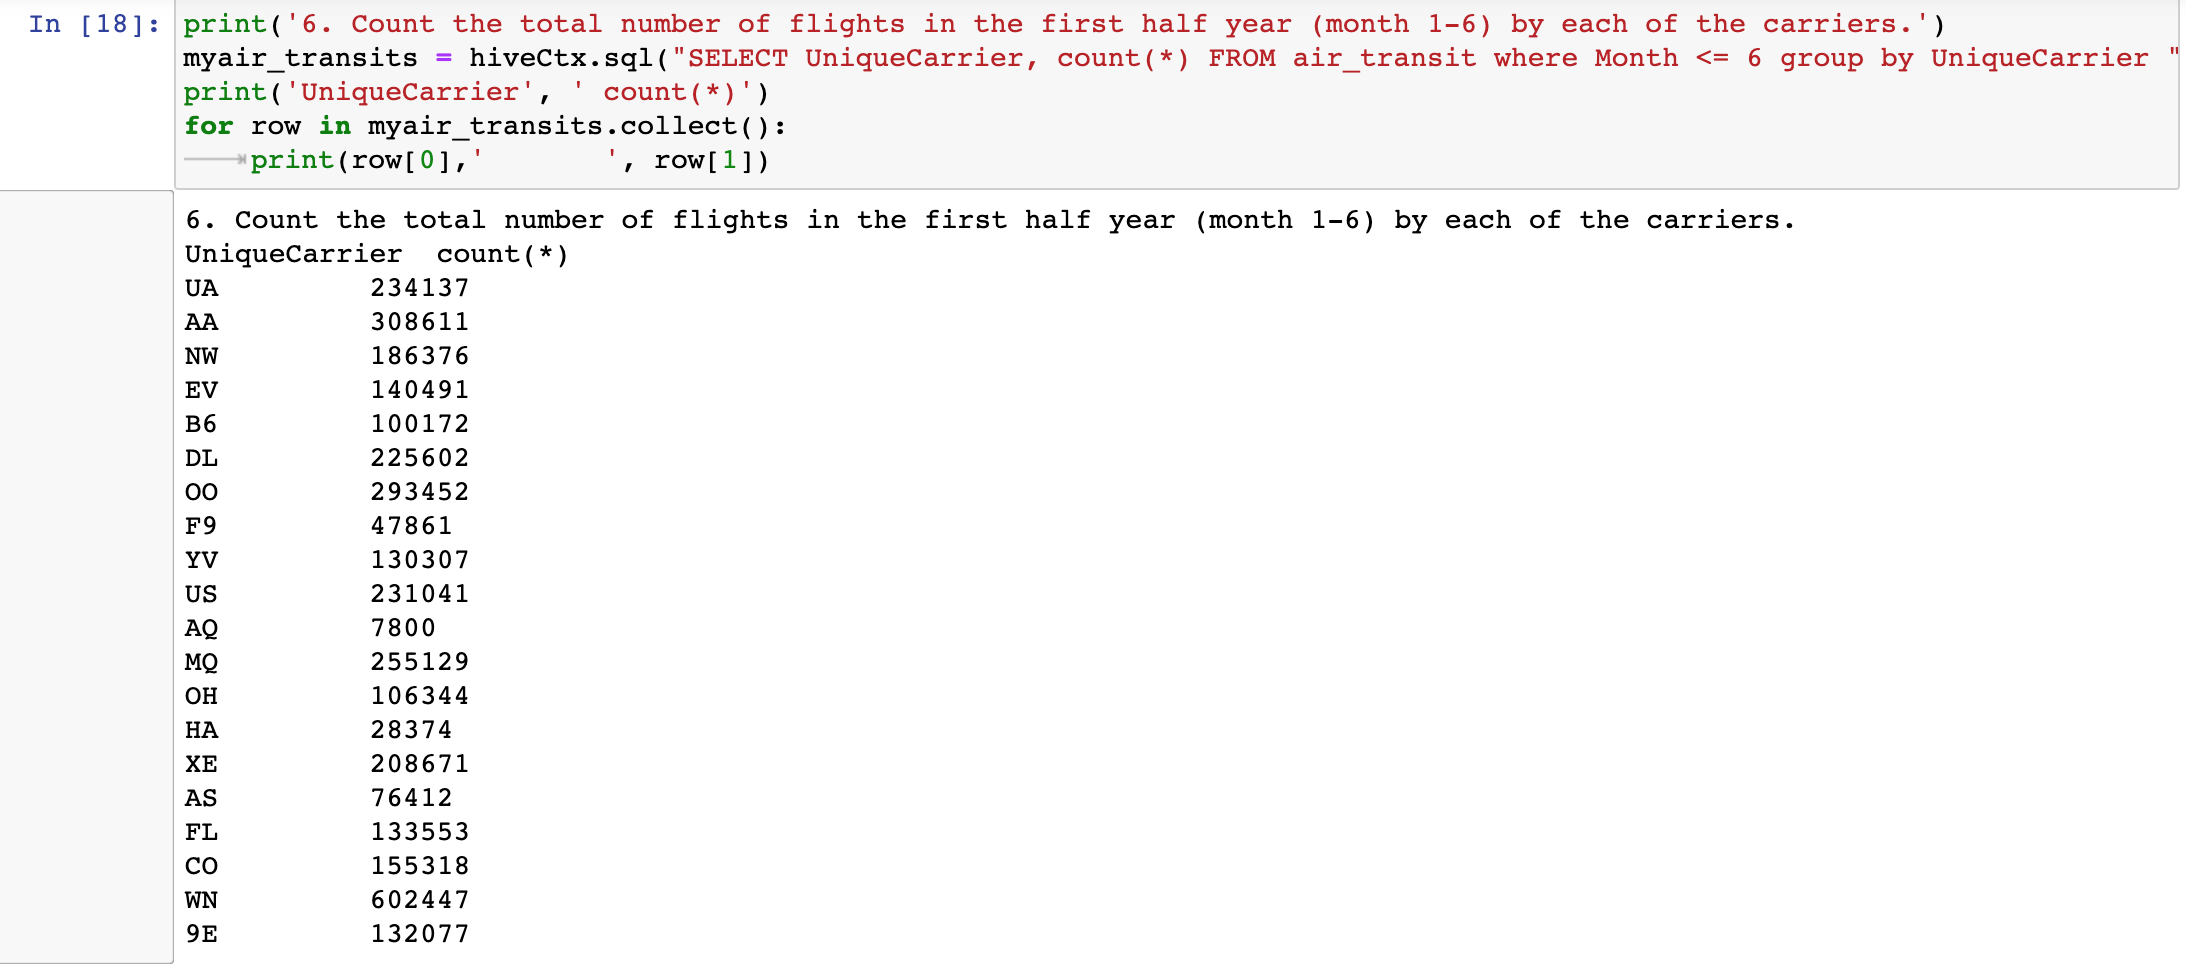 In [18]: print('6. Count the total number of flights in the first half year (month 1-6) by each of the carriers.')
myair_transits = hiveCtx.sql("SELECT UniqueCarrier, count(*) FROM air_transit where Month <= 6 group by UniqueCarrier "
print('UniqueCarrier', ' count(*)')
for row in myair_transits.collect():
print(row[0],'       ', row[1])
6. Count the total number of flights in the first half year (month 1-6) by each of the carriers.
UniqueCarrier  count(*)
UA         234137
AA         308611
NW         186376
EV         140491
B6         100172
DL         225602
OO         293452
F9         47861
YV         130307
US         231041
AQ         7800
MQ         255129
OH         106344
HA         28374
XE         208671
AS         76412
FL         133553
CO         155318
WN         602447
9E         132077